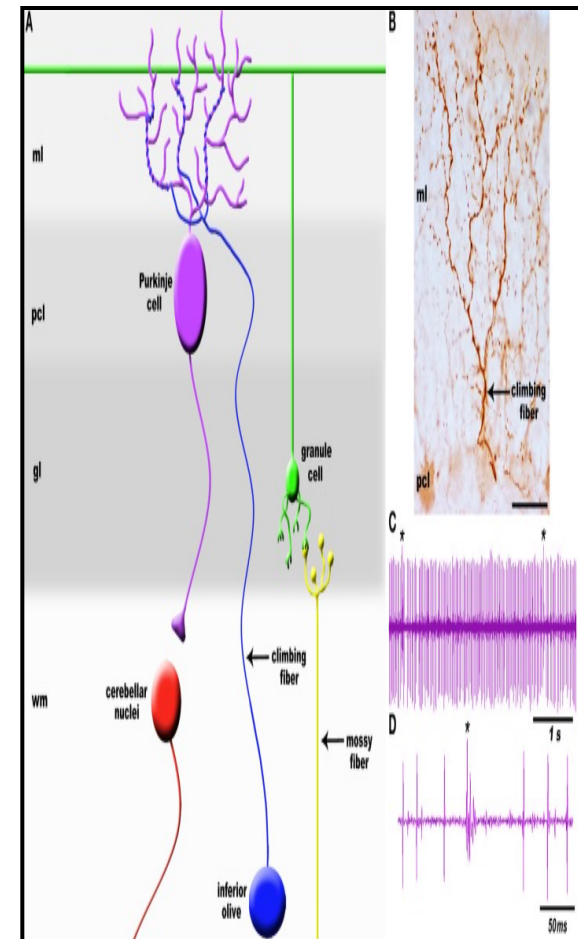 A
ml
Purkinje
cell
pcl
gl
granule
cell
climbing
fiber
cerebellar
nuclei
wm
mossy
fiber
inferior
olive
B
ml
climbing
fiber
pcl
C
*
*
1 s
D
*
50ms